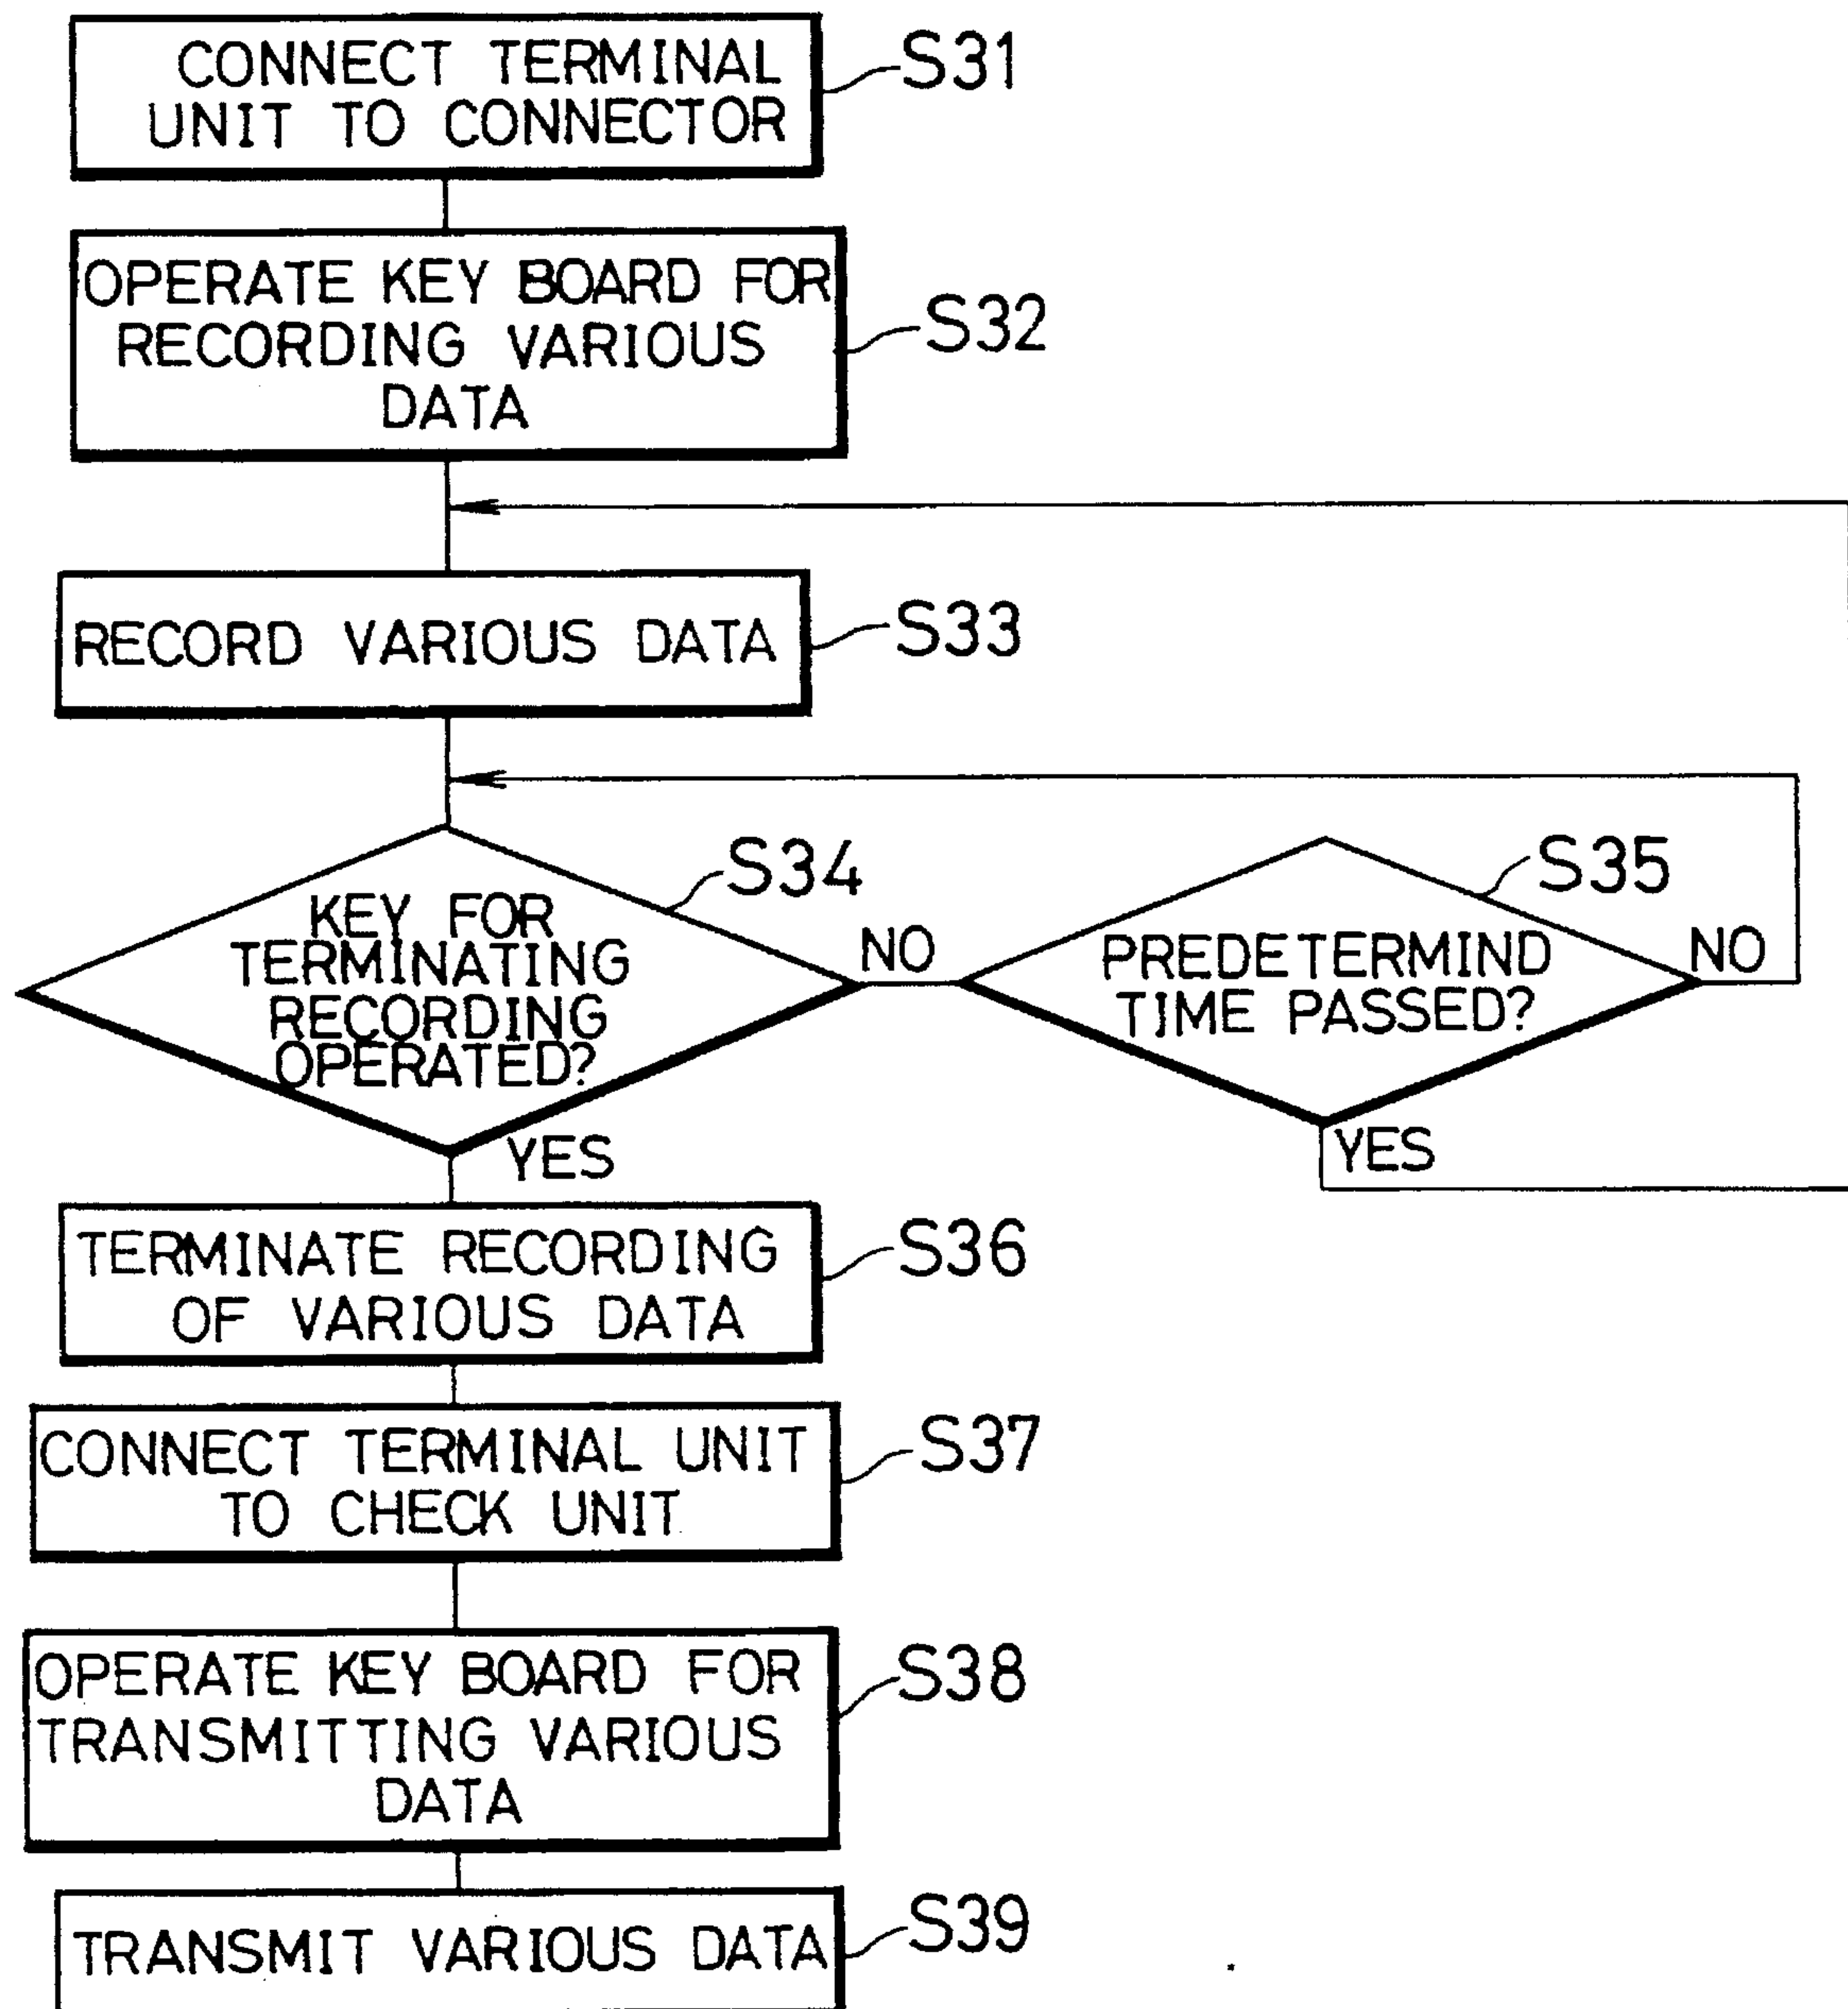 CONNECT TERMINAL
UNIT TO CONNECTOR
S31
OPERATE KEY BOARD FOR
RECORDING VARIOUS
DATA
S32
RECORD VARIOUS DATA
S33
KEY FOR
TERMINATING
RECORDING
OPERATED?
S34
NO
YES
PREDETERMIND
TIME PASSED?
S35
NO
YES
TERMINATE RECORDING
OF VARIOUS DATA
S36
CONNECT TERMINAL UNIT
TO CHECK UNIT
S37
OPERATE KEY BOARD FOR
TRANSMITTING VARIOUS
DATA
S38
TRANSMIT VARIOUS DATA
S39